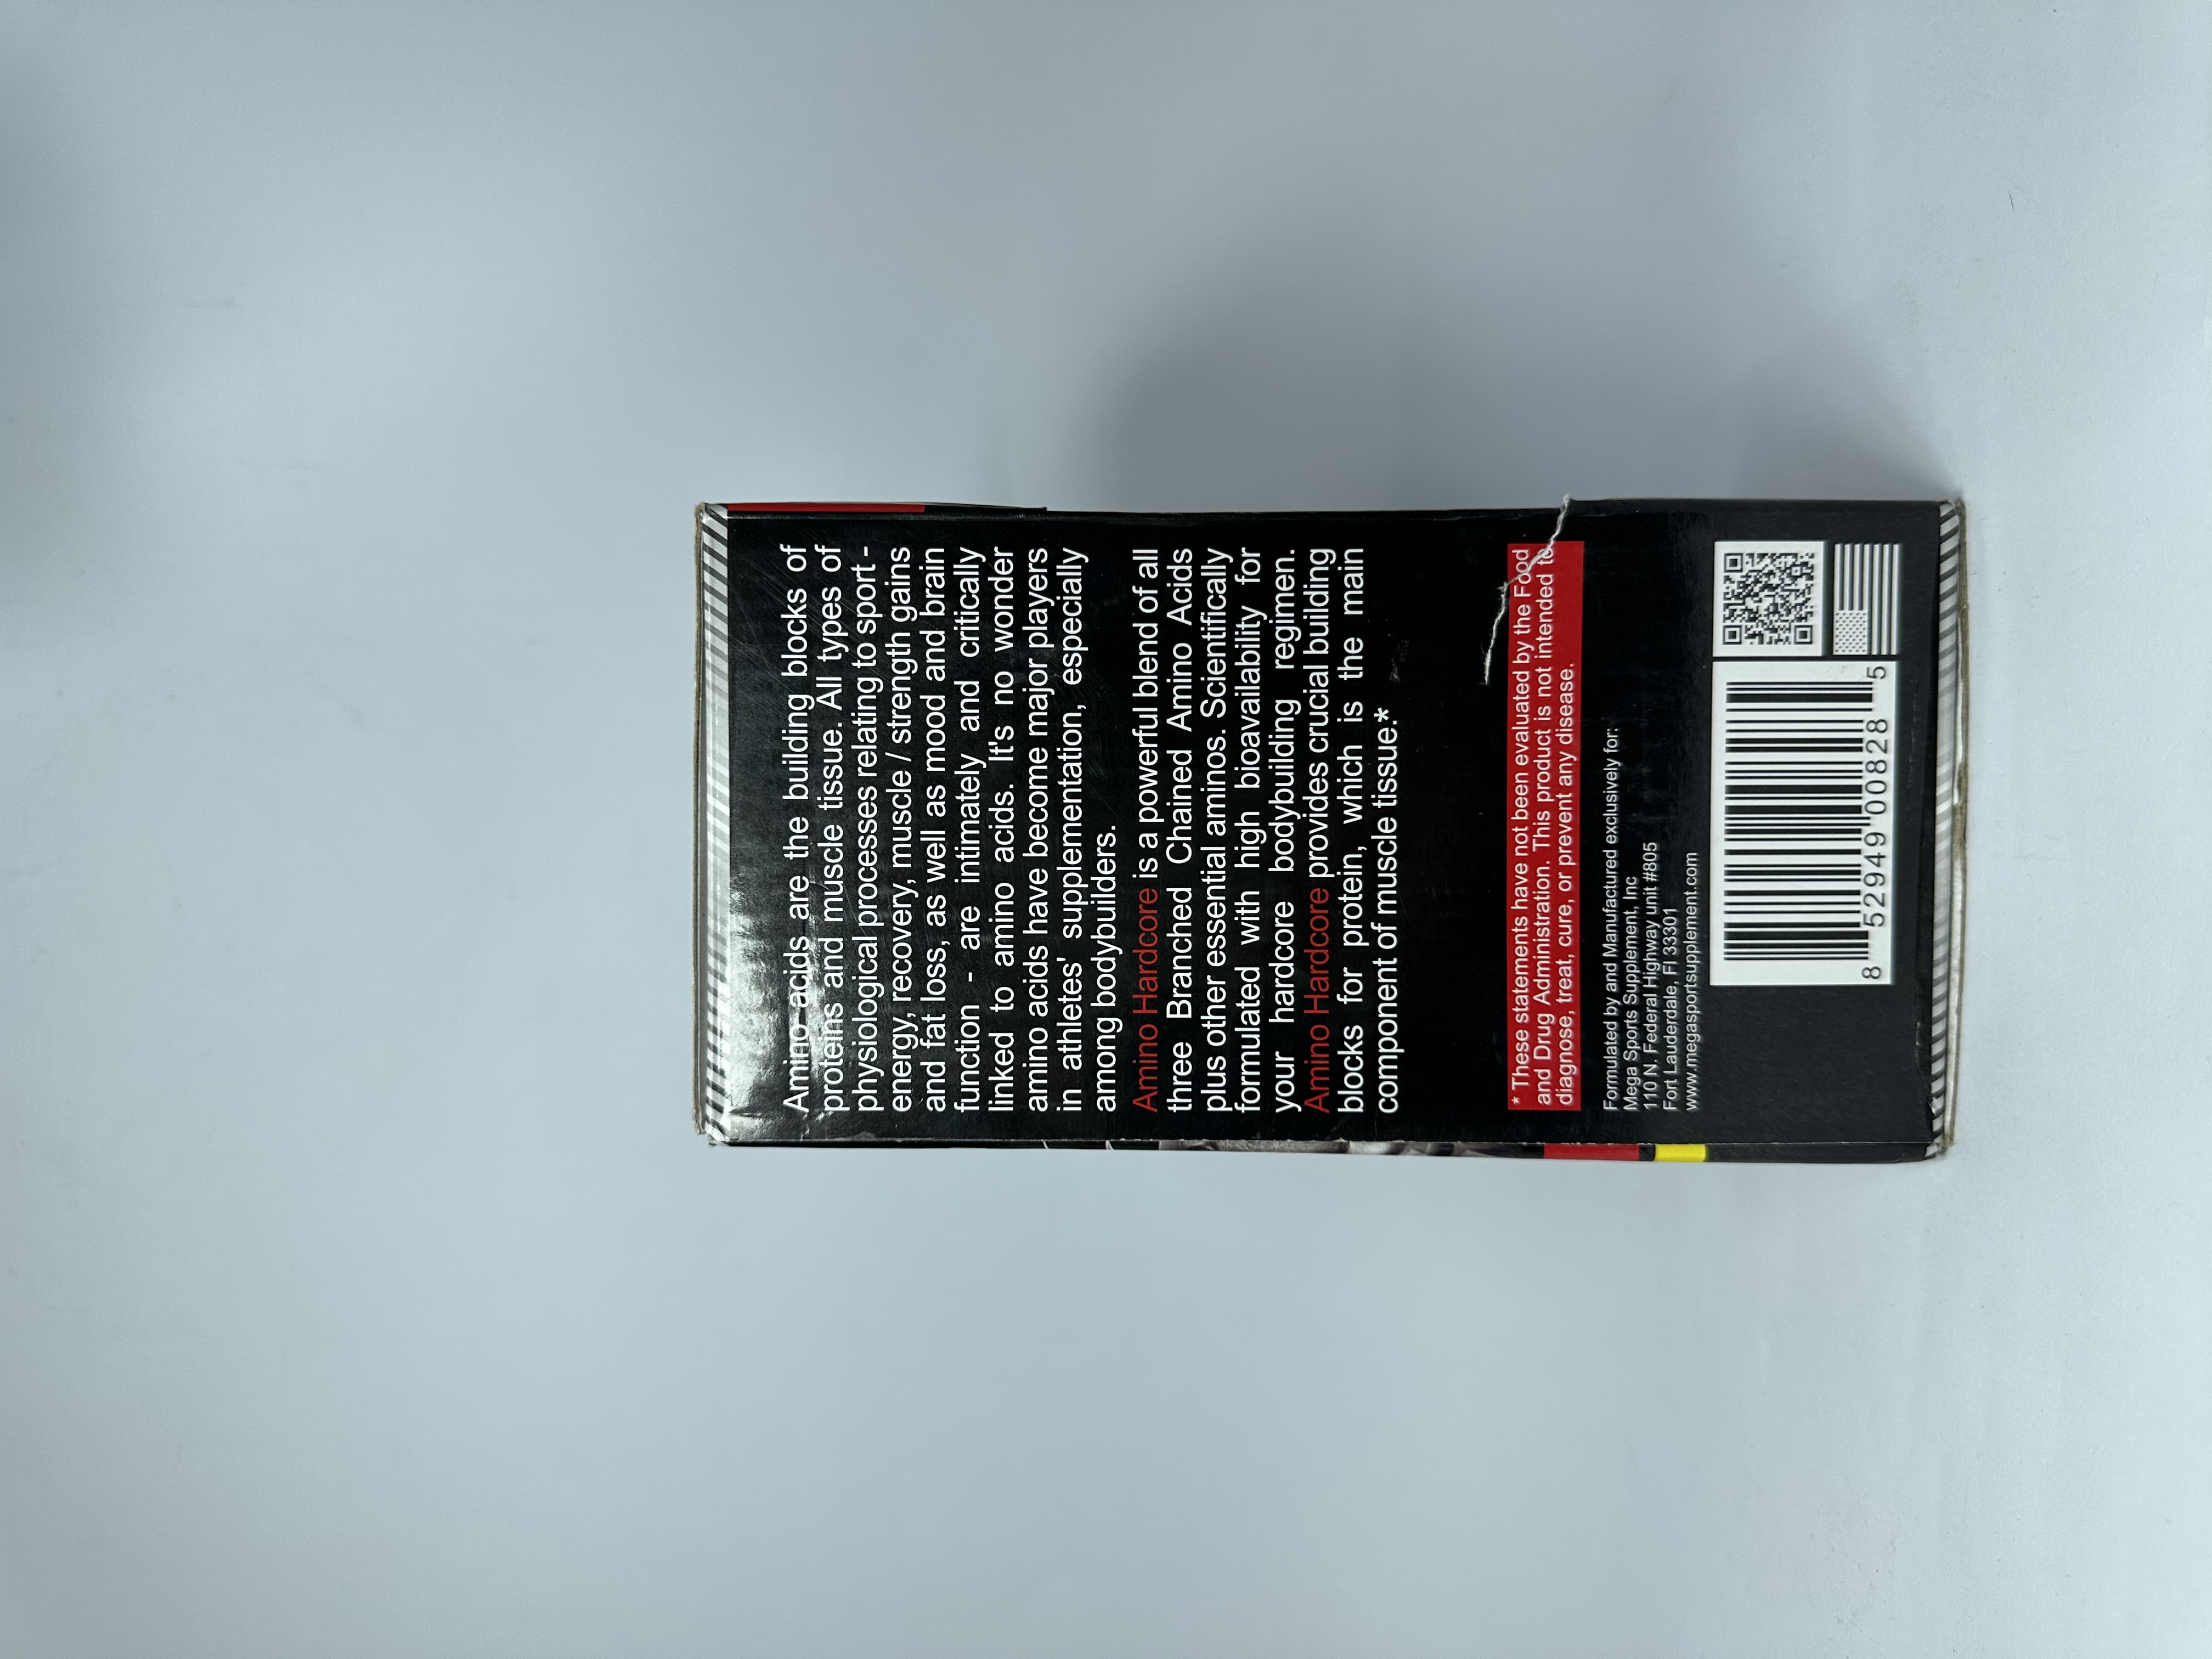 Amino-acids are the building blocks of
proteins and muscle tissue. All types of
physiological processes relating to sport -
energy, recovery, muscle / strength gains
and fat loss, as well as mood and brain
function - are intimately and critically
linked to amino acids. It's no wonder
amino acids have become major players
in athletes' supplementation, especially
among bodybuilders.
Amino Hardcore is a powerful blend of all
three Branched Chained Amino Acids
plus other essential aminos. Scientifically
formulated with high bioavailability for
your hardcore bodybuilding regimen.
Amino Hardcore provides crucial building
blocks for protein, which is the main
component of muscle tissue.*
* These statements have not been evaluated by the Food
and Drug Administration. This product is not intended to
diagnose, treat, cure, or prevent any disease.
Formulated by and Manufactured exclusively for:
Mega Sports Supplement, Inc
110 N. Federal Highway unit #805
Fort Lauderdale, Fl 33301
www.megasportsupplement.com
8 52949 00828 5